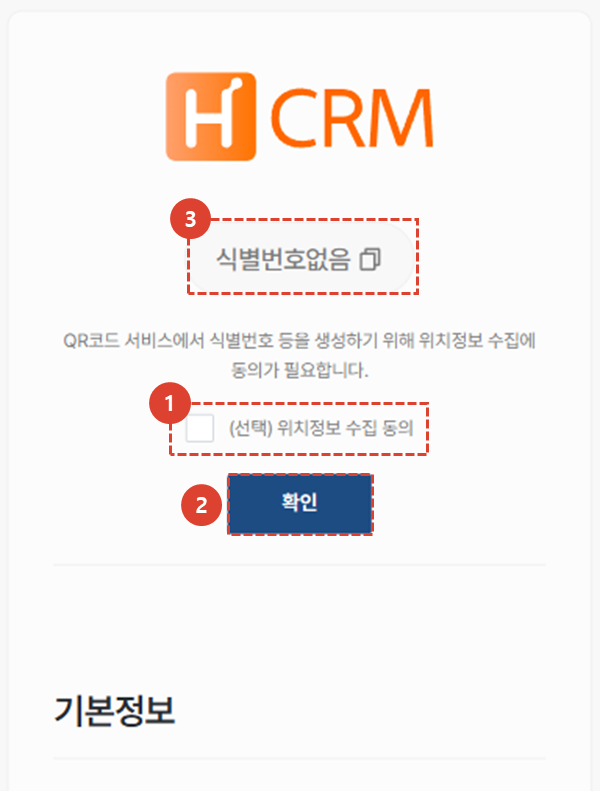 H CRM
3
식별번호없음
QR코드 서비스에서 식별번호 등을 생성하기 위해 위치정보 수집에
동의가 필요합니다.
1
(선택) 위치정보 수집 동의
2
확인
기본정보